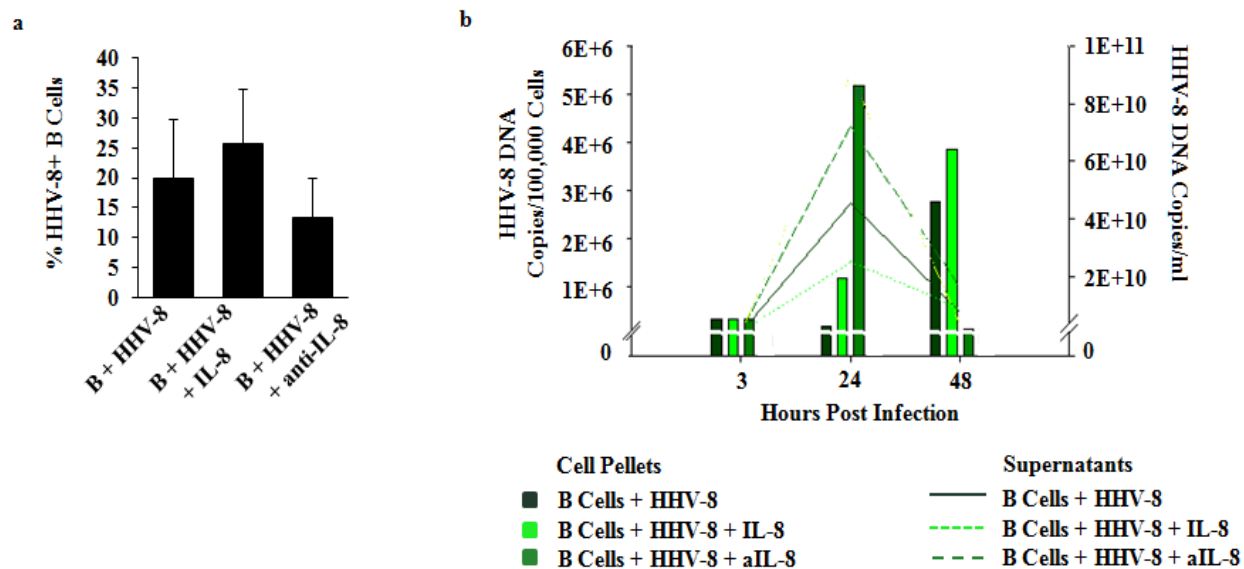 a
% HHV-8+ B Cells
40
35
30
25
20
15
10
5
0
B + HHV-8
B + HHV-8
+ IL-8
B + HHV-8
+ anti-IL-8
b
HHV-8 DNA
Copies/100,000 Cells
6E+6
5E+6
4E+6
3E+6
2E+6
1E+6
0
1E+11
8E+10
6E+10
4E+10
2E+10
0
HHV-8 DNA Copies/ml
3
24
48
Hours Post Infection
Cell Pellets
B Cells + HHV-8
B Cells + HHV-8 + IL-8
B Cells + HHV-8 + aIL-8
Supernatants
B Cells + HHV-8
B Cells + HHV-8 + IL-8
B Cells + HHV-8 + aIL-8